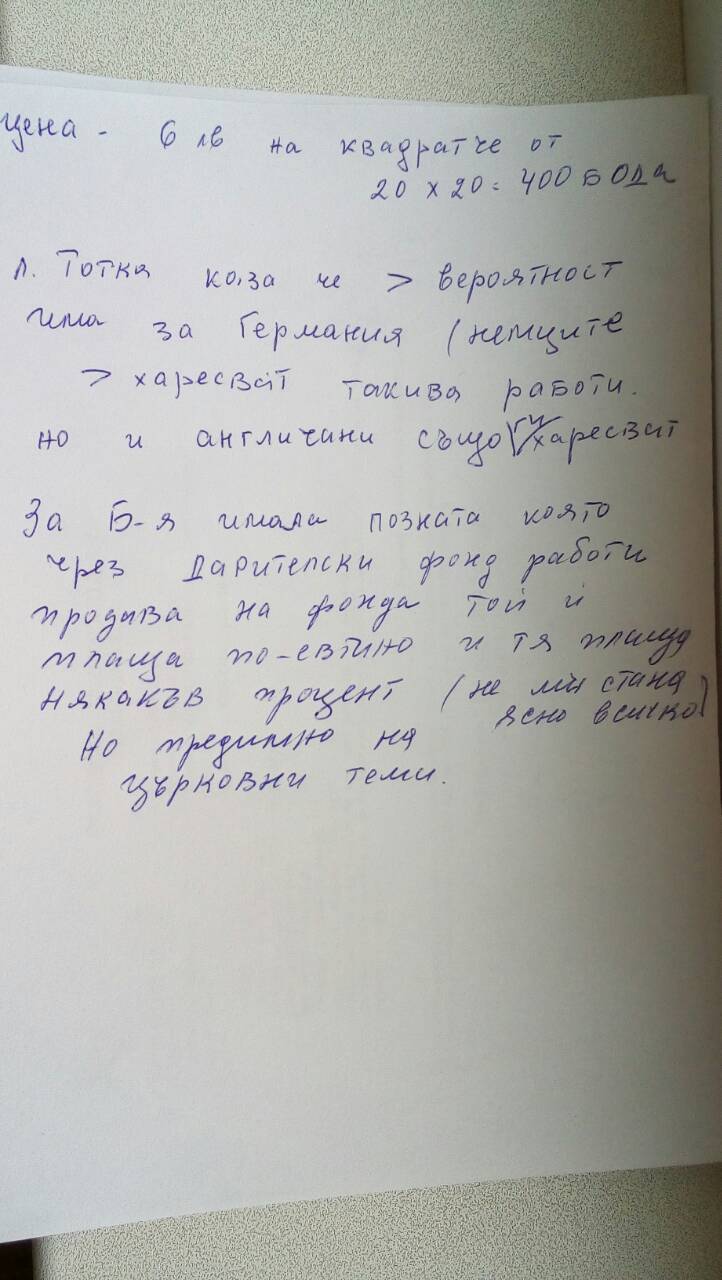 цена - 6 лв на квадратче от
20 x 20 = 400 БОДА
л. Тотка каза че > вероятност
има за Германия (немците
> харесват такива работи.
но и англичани също ги харесват
За Б-я имала позната която
чрез Дарителски фонд работи
продава на фонда той й
плаща по-евтино и тя плаща
някакъв процент (не ми стана
ясно всичко)
Но предимно на
църковни теми.